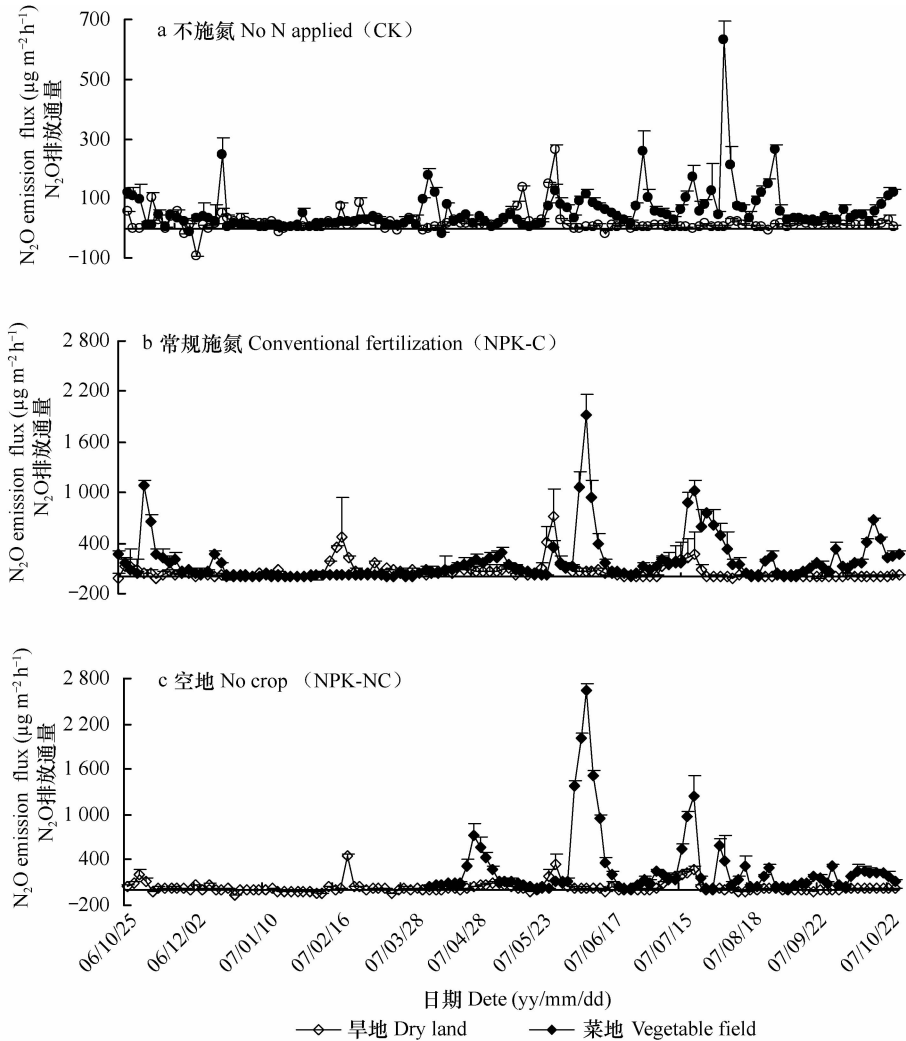 a 不施氮 No N applied（CK）
N₂O emission flux (μg m⁻² h⁻¹)
N₂O排放通量
700
500
300
100
−100
b 常规施氮 Conventional fertilization（NPK-C）
N₂O emission flux (μg m⁻² h⁻¹)
N₂O排放通量
2 800
2 200
1 600
1 000
400
−200
c 空地 No crop （NPK-NC）
N₂O emission flux (μg m⁻² h⁻¹)
N₂O排放通量
2 800
2 200
1 600
1 000
400
−200
06/10/25
06/12/02
07/01/10
07/02/16
07/03/28
07/04/28
07/05/23
07/06/17
07/07/15
07/08/18
07/09/22
07/10/22
日期 Dete (yy/mm/dd)
旱地 Dry land
菜地 Vegetable field